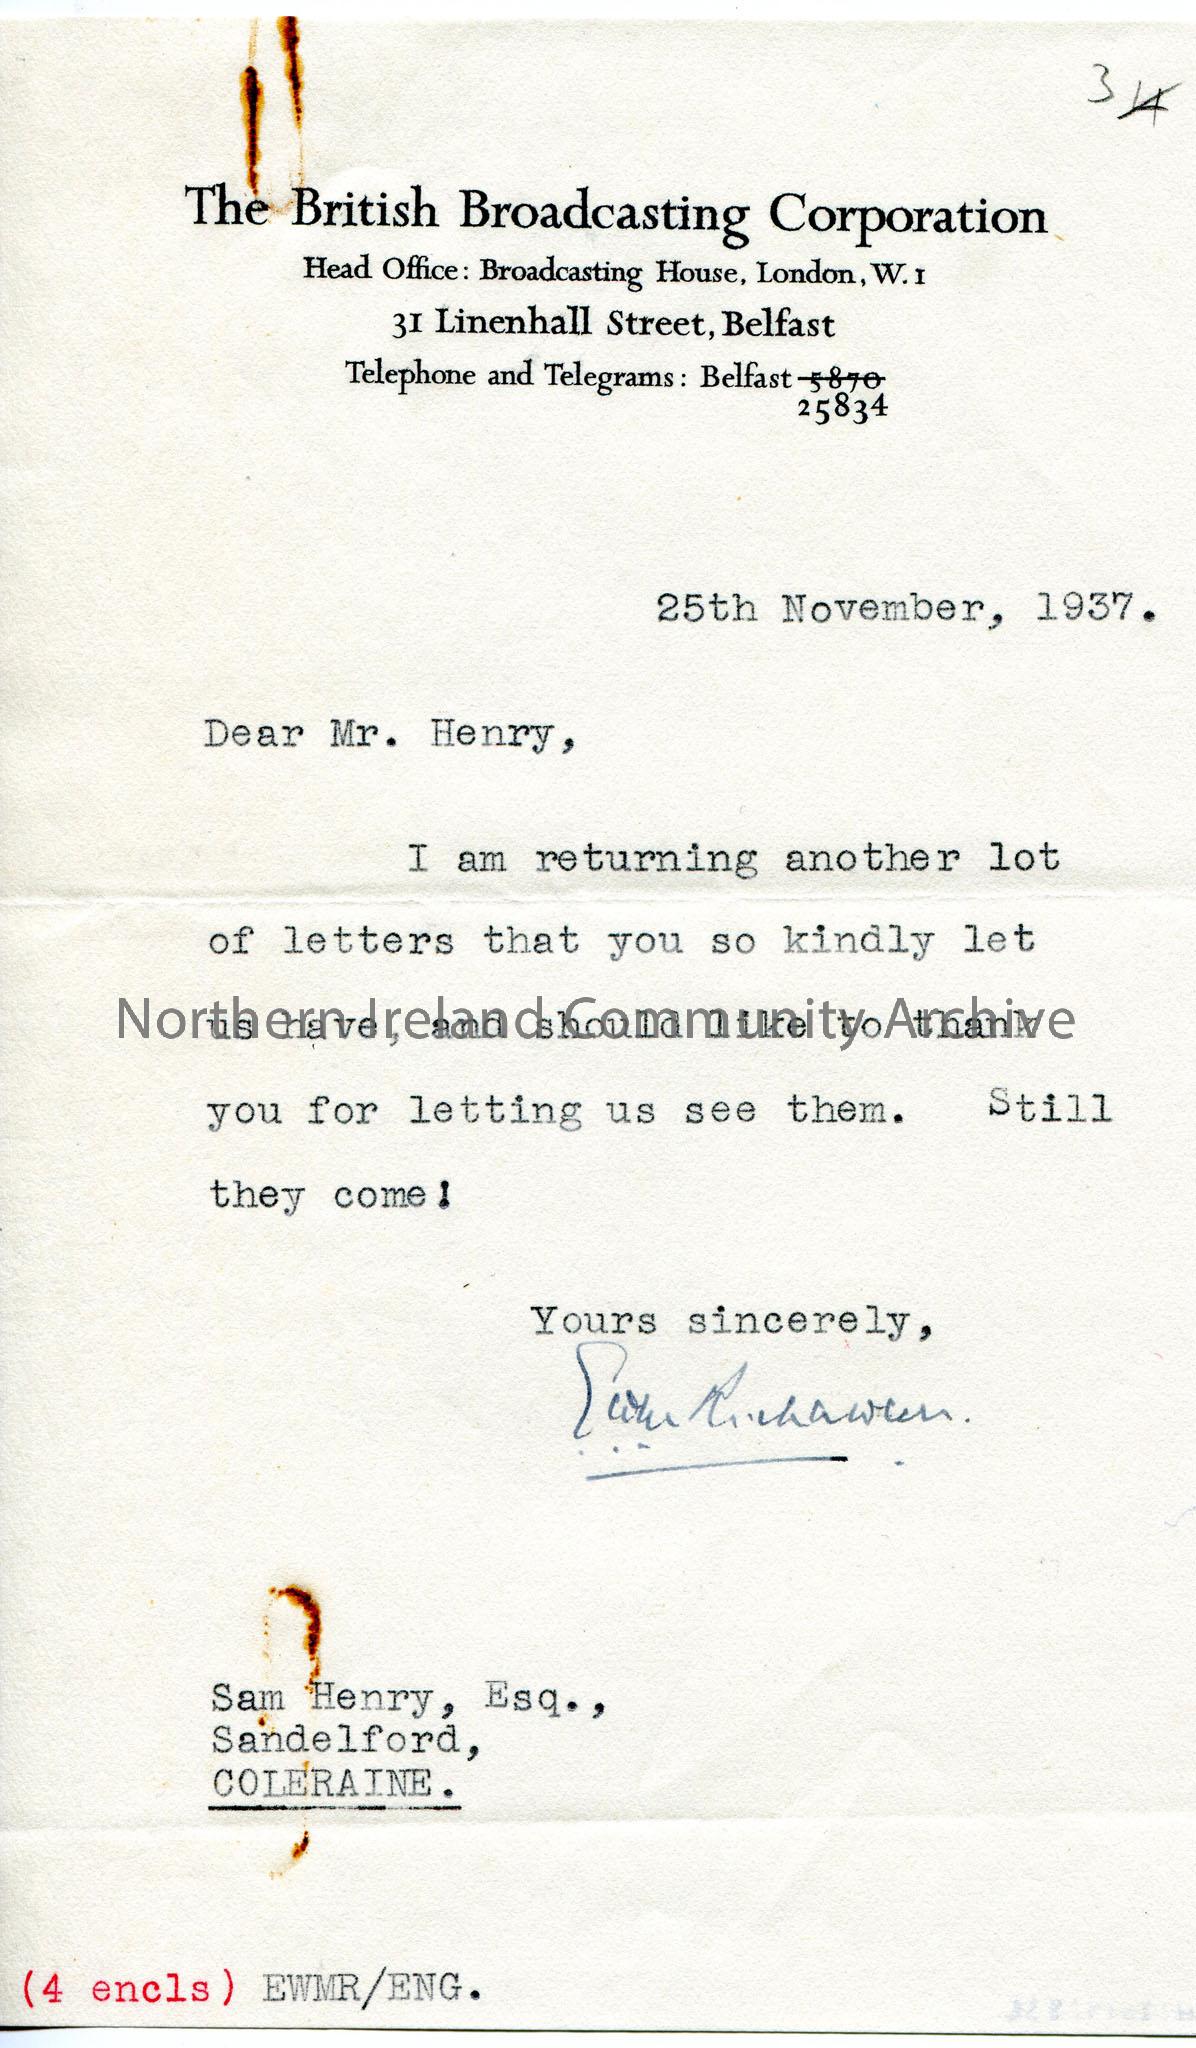 3 14
The British Broadcasting Corporation
Head Office: Broadcasting House, London, W. 1
31 Linenhall Street, Belfast
Telephone and Telegrams: Belfast 5870
25834
25th November, 1937.
Dear Mr. Henry,
I am returning another lot
of letters that you so kindly let
us have, and should like to thank
Northern Ireland Community Archive
you for letting us see them. Still
they come!
Yours sincerely,
Sam Henry, Esq.,
Sandelford,
COLERAINE.
(4 encls) EWMR/ENG.